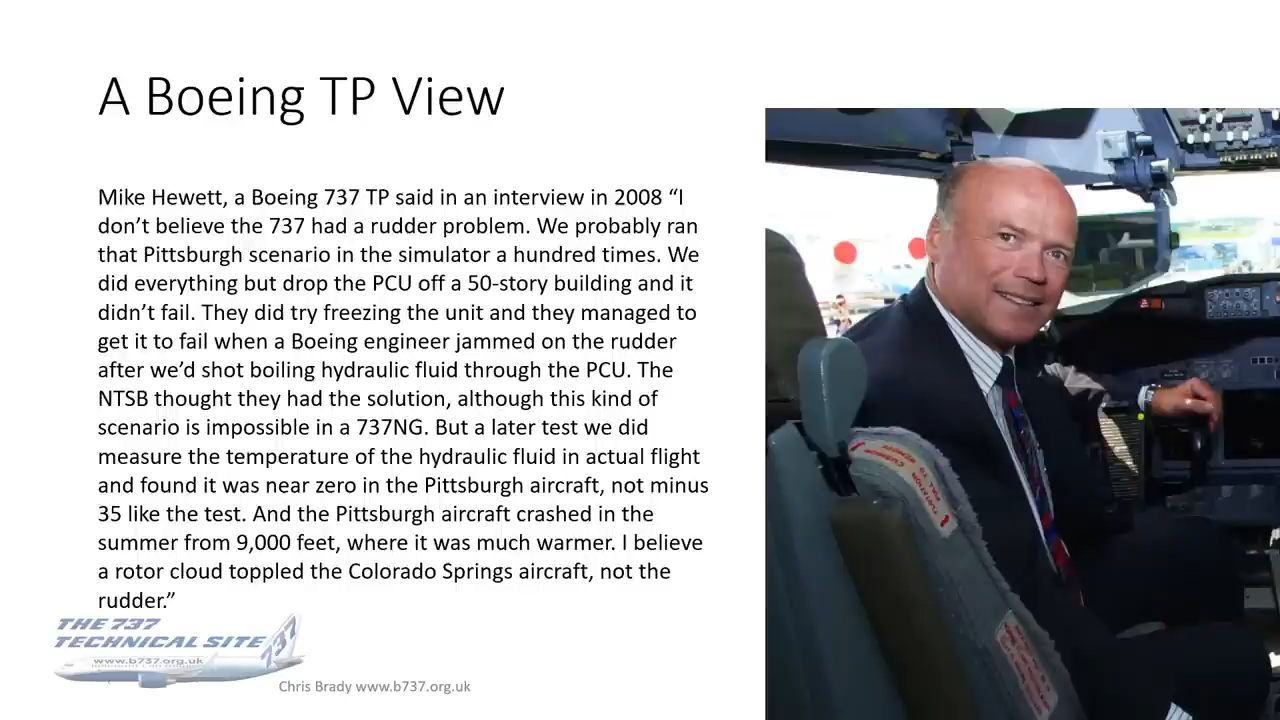 A Boeing TP View
Mike Hewett, a Boeing 737 TP said in an interview in 2008 “I
don’t believe the 737 had a rudder problem. We probably ran
that Pittsburgh scenario in the simulator a hundred times. We
did everything but drop the PCU off a 50-story building and it
didn’t fail. They did try freezing the unit and they managed to
get it to fail when a Boeing engineer jammed on the rudder
after we’d shot boiling hydraulic fluid through the PCU. The
NTSB thought they had the solution, although this kind of
scenario is impossible in a 737NG. But a later test we did
measure the temperature of the hydraulic fluid in actual flight
and found it was near zero in the Pittsburgh aircraft, not minus
35 like the test. And the Pittsburgh aircraft crashed in the
summer from 9,000 feet, where it was much warmer. I believe
a rotor cloud toppled the Colorado Springs aircraft, not the
rudder.”
THE 737
TECHNICAL SITE
737
www.b737.org.uk
Chris Brady www.b737.org.uk
FLOTATION
CUSHION
PULL TO
REMOVE